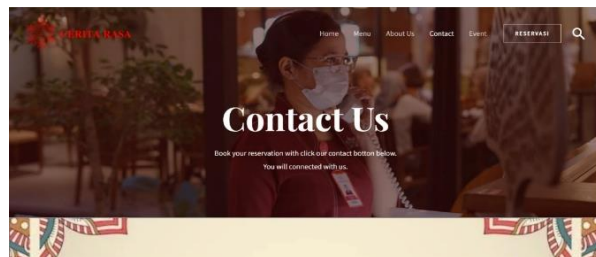 CERITA RASA
Home Menu About Us Contact Event RESERVASI
Contact Us
Book your reservation with click our contact botton below.
You will connected with us.